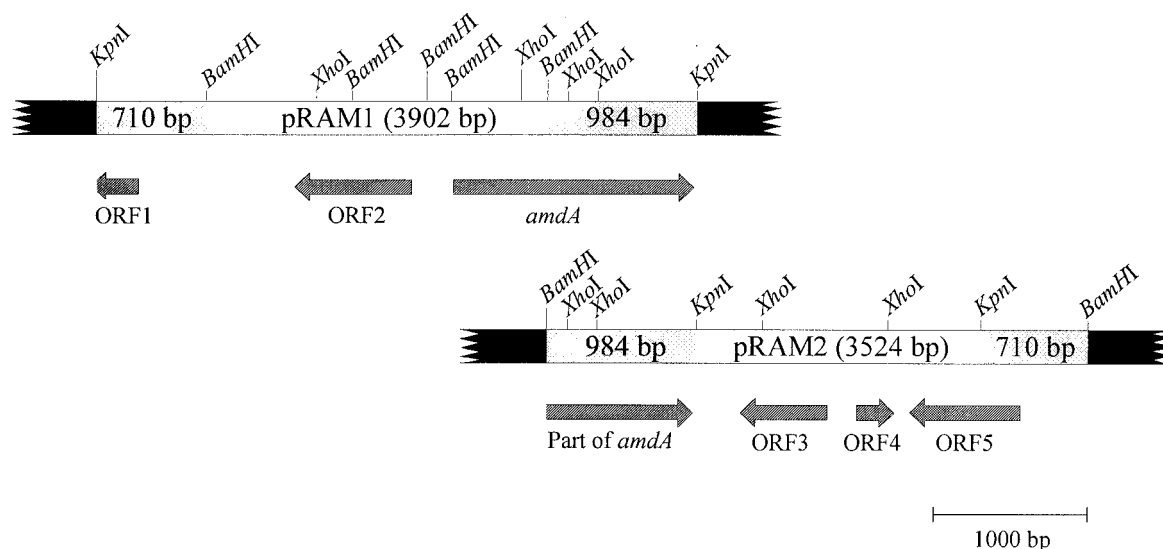 KpnI BamHI XhoI BamHI BamHI BamHI XhoI BamHI XhoI XhoI KpnI
710 bp pRAM1 (3902 bp) 984 bp
ORF1 ORF2 amdA
BamHI XhoI XhoI KpnI XhoI XhoI KpnI BamHI
984 bp pRAM2 (3524 bp) 710 bp
Part of amdA ORF3 ORF4 ORF5
1000 bp